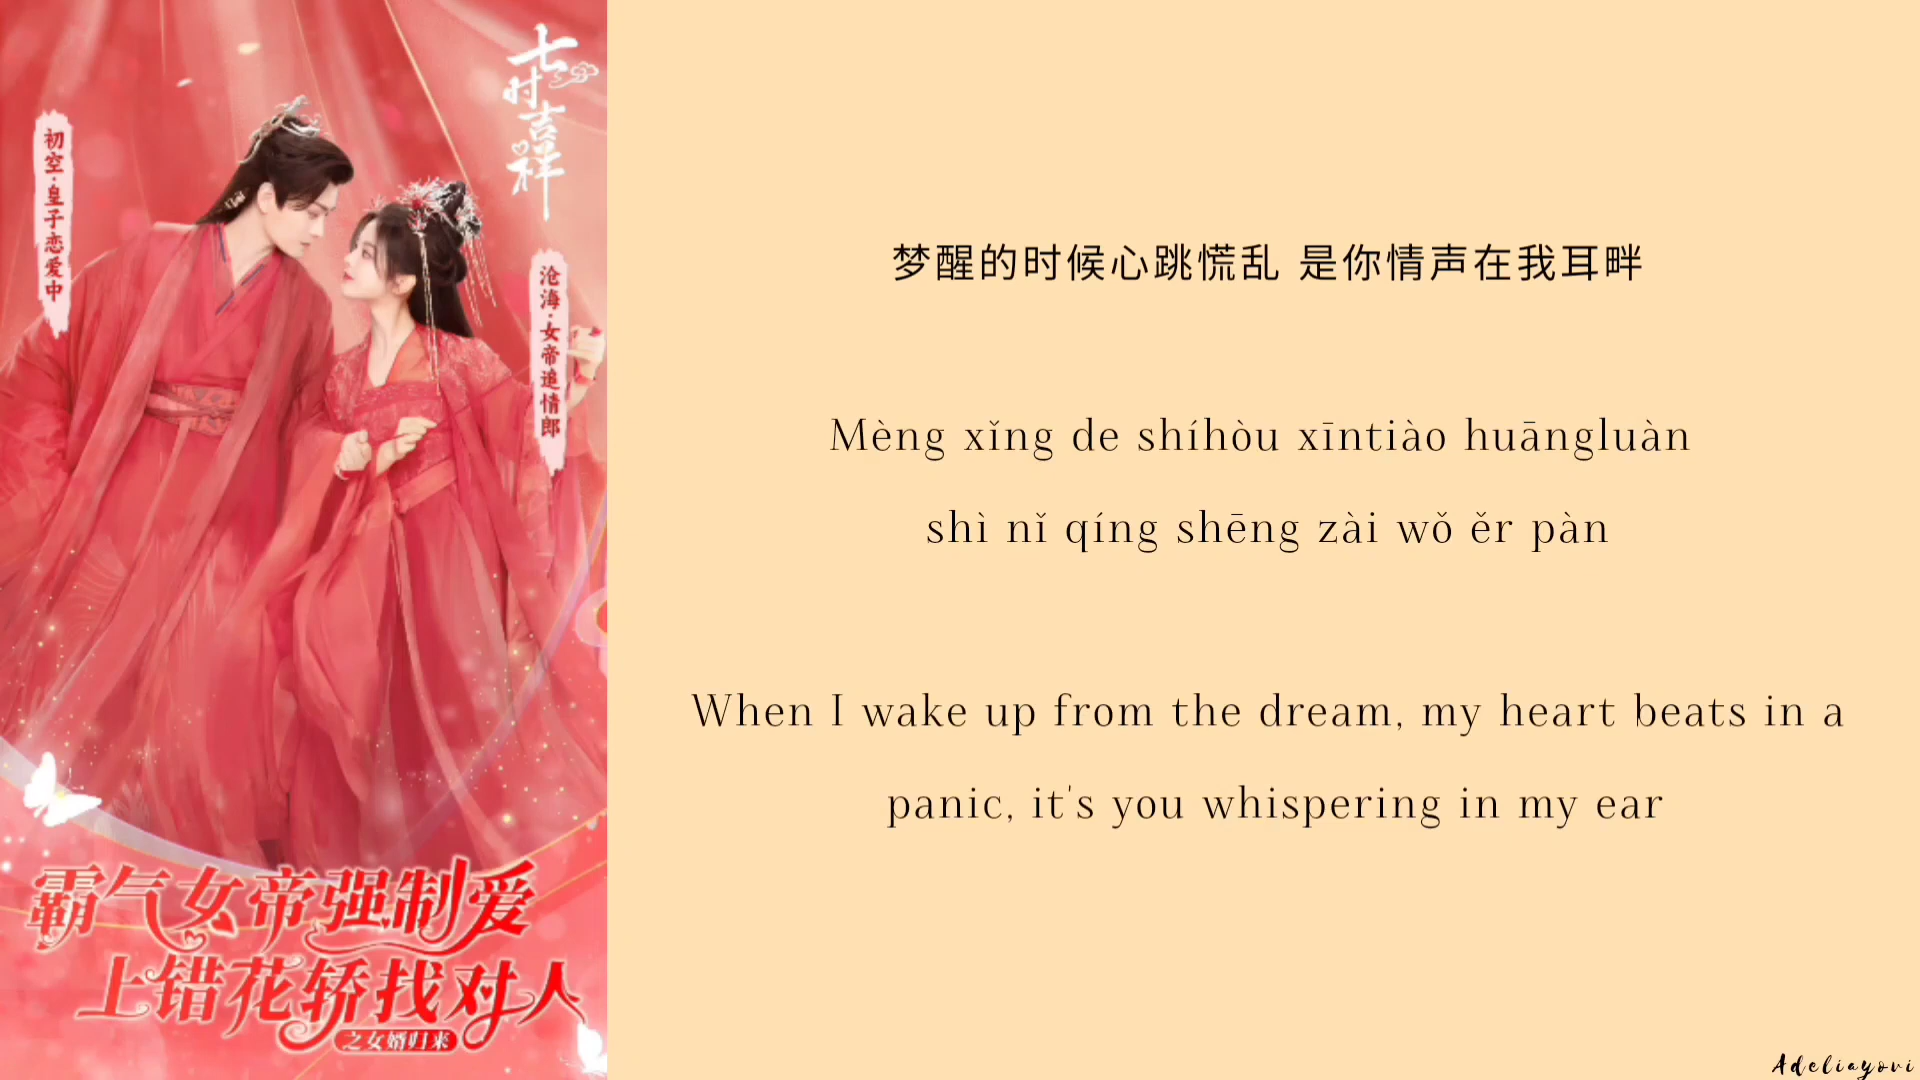 七时吉祥
初空·皇子恋爱中
沧海·女帝追情郎
霸气女帝强制爱
上错花轿找对人
之女婿归来
梦醒的时候心跳慌乱 是你情声在我耳畔
Mèng xǐng de shíhòu xīntiào huāngluàn
shì nǐ qíng shēng zài wǒ ěr pàn
When I wake up from the dream, my heart beats in a
panic, it's you whispering in my ear
Adeliayovi